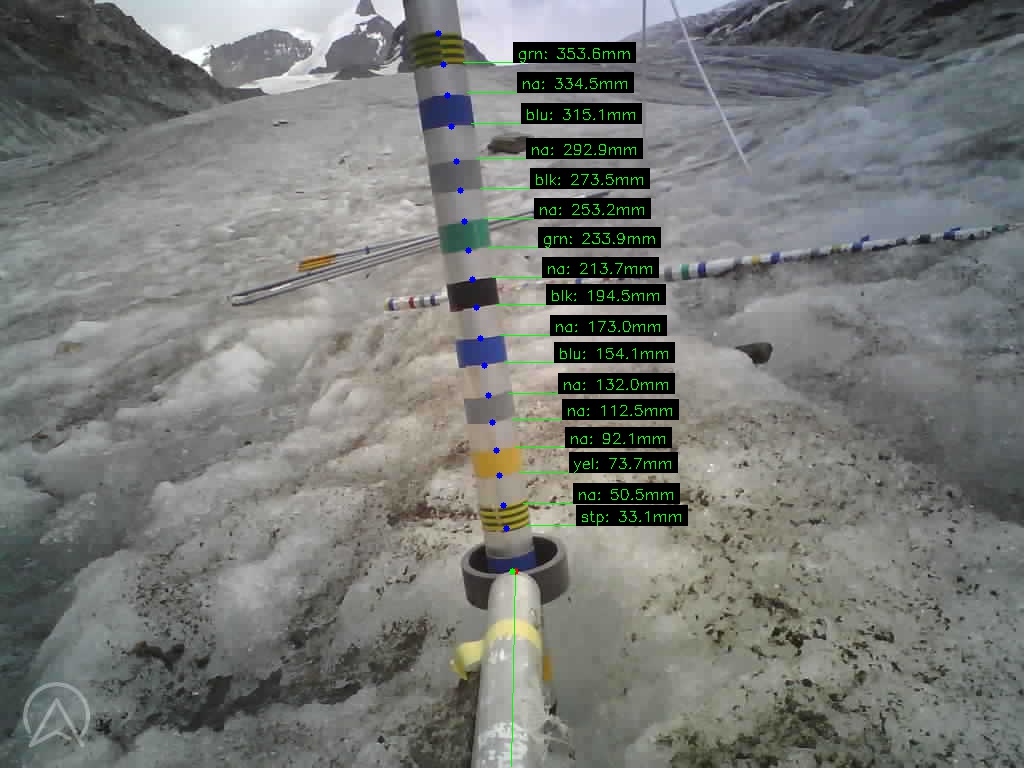 grn: 353.6mm
na: 334.5mm
blu: 315.1mm
na: 292.9mm
blk: 273.5mm
na: 253.2mm
grn: 233.9mm
na: 213.7mm
blk: 194.5mm
na: 173.0mm
blu: 154.1mm
na: 132.0mm
na: 112.5mm
na: 92.1mm
yel: 73.7mm
na: 50.5mm
stp: 33.1mm